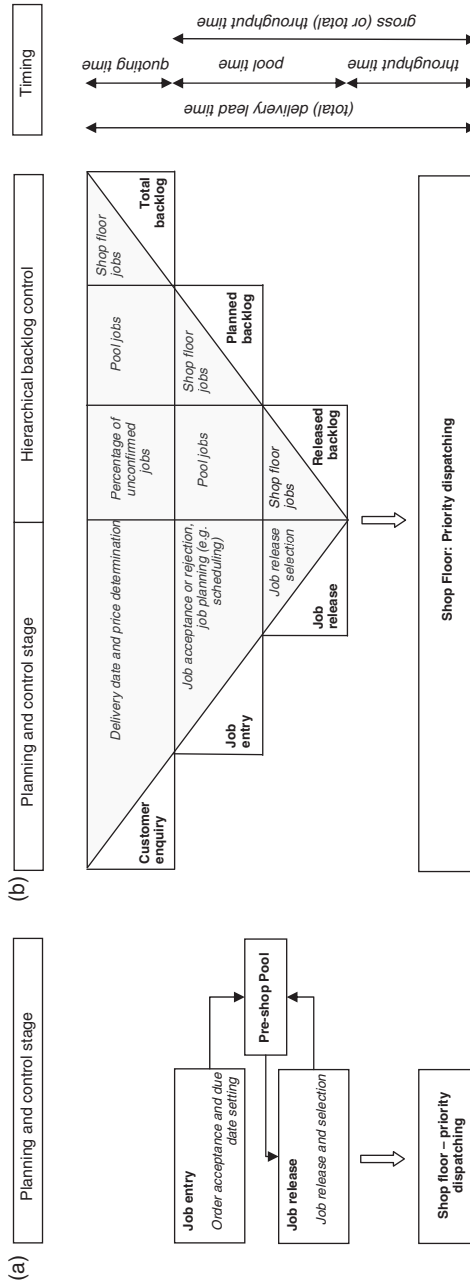 (a)
Planning and control stage
Job entry
Order acceptance and due
date setting
Pre-shop Pool
Job release
Job release and selection
Shop floor – priority
dispatching
(b)
Planning and control stage
Hierarchical backlog control
Timing
Customer
enquiry
Delivery date and price determination
Percentage of
unconfirmed
jobs
Pool jobs
Shop floor
jobs
Total
backlog
Job
entry
Job acceptance or rejection,
job planning (e.g.
scheduling)
Pool jobs
Shop floor
jobs
Planned
backlog
Job
release
Job release
selection
Shop floor
jobs
Released
backlog
Shop Floor: Priority dispatching
(total) delivery lead time
quoting time
pool time
throughput time
gross (or total) throughput time